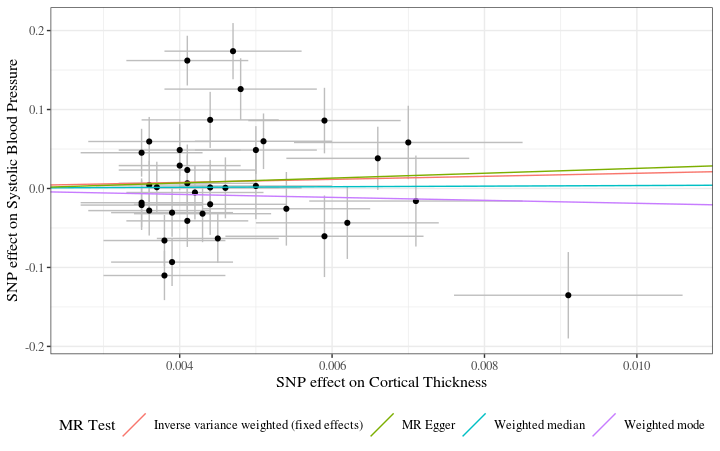 SNP effect on Systolic Blood Pressure
0.2
0.1
0.0
-0.1
-0.2
0.004 0.006 0.008 0.010
SNP effect on Cortical Thickness
MR Test Inverse variance weighted (fixed effects) MR Egger Weighted median Weighted mode